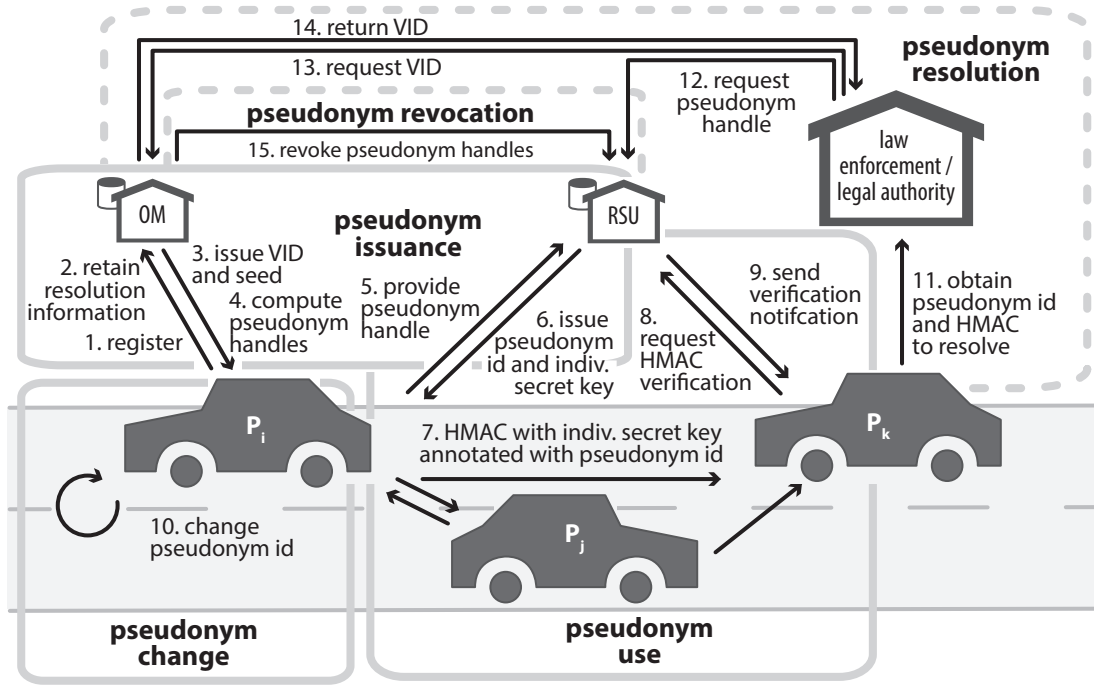 14. return VID
13. request VID
pseudonym
resolution
12. request
pseudonym
handle
pseudonym revocation
15. revoke pseudonym handles
law
enforcement /
legal authority
OM
RSU
pseudonym
issuance
2. retain
resolution
information
1. register
3. issue VID
and seed
4. compute
pseudonym
handles
5. provide
pseudonym
handle
6. issue
pseudonym
id and indiv.
secret key
8.
request
HMAC
verification
9. send
verification
notifcation
11. obtain
pseudonym id
and HMAC
to resolve
Pi
Pk
7. HMAC with indiv. secret key
annotated with pseudonym id
10. change
pseudonym id
Pj
pseudonym
change
pseudonym
use